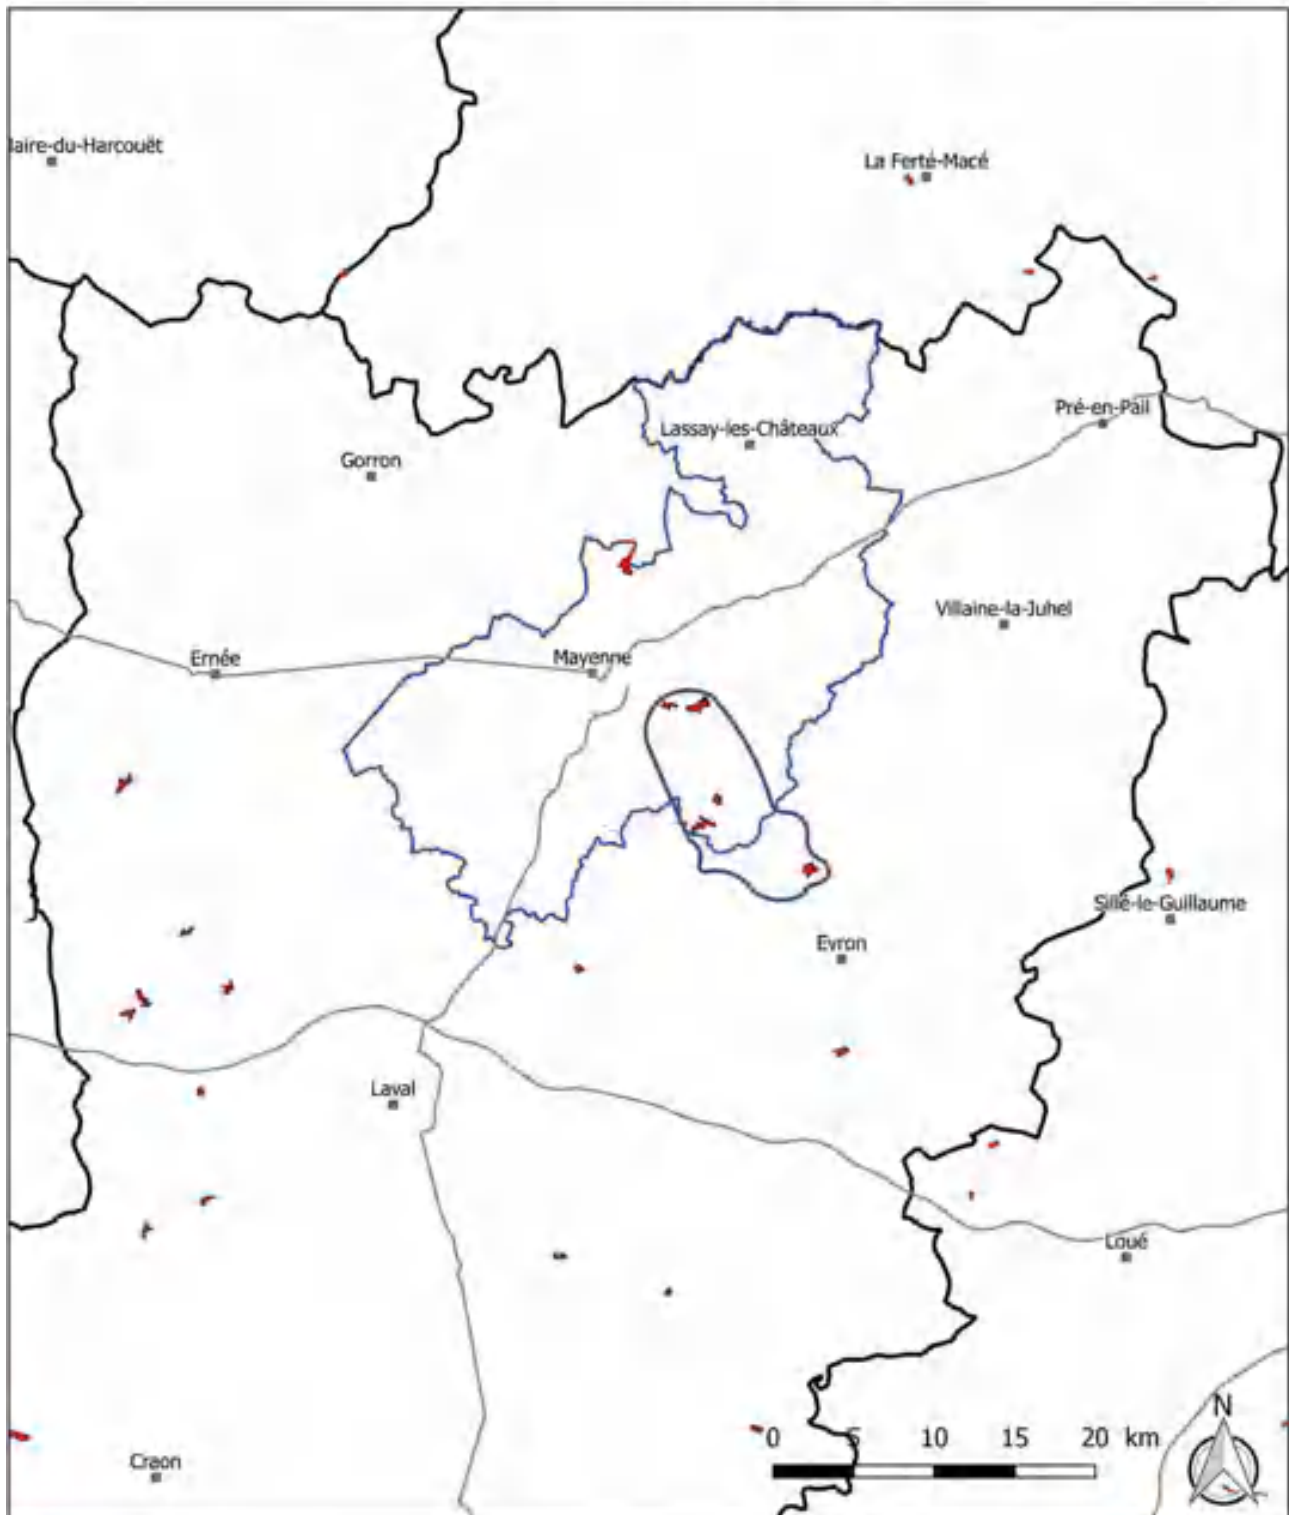 laire-du-Harcouët
La Ferté-Macé
Pré-en-Pail
Lassay-les-Châteaux
Gorron
Villaine-la-Juhel
Ernée
Mayenne
Sillé-le-Guillaume
Evron
Laval
Loué
N
0 5 10 15 20 km
Craon